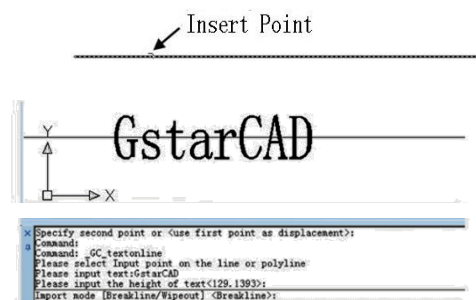 Insert Point
Y
GstarCAD
X
Specify second point or <use first point as displacement>:
Command:
Command: _GC_textonline
Please select Input point on the line or polyline
Please input text:GstarCAD
Please input the height of text<129.1393>:
Import mode [Breakline/Wipeout] <Breakline>: